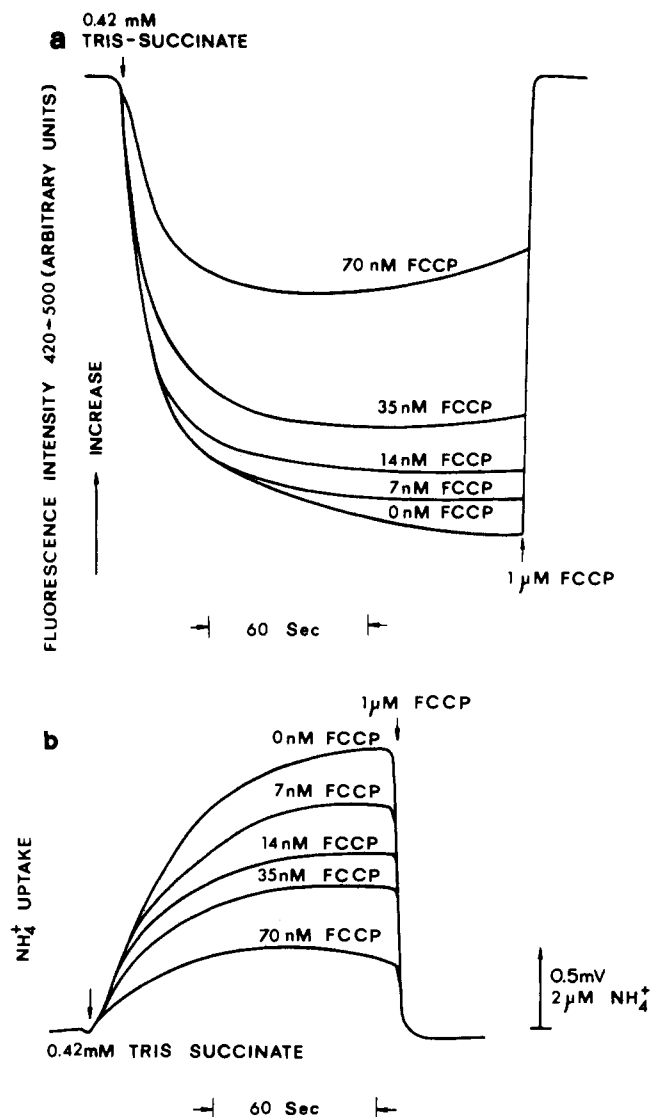 a
0.42 mM
TRIS-SUCCINATE
FLUORESCENCE INTENSITY 420-500 (ARBITRARY UNITS)
INCREASE
70 nM FCCP
35 nM FCCP
14 nM FCCP
7 nM FCCP
0 nM FCCP
1 μM FCCP
60 Sec
b
1 μM FCCP
NH₄⁺ UPTAKE
0 nM FCCP
7 nM FCCP
14 nM FCCP
35 nM FCCP
70 nM FCCP
0.5 mV
2 μM NH₄⁺
0.42 mM TRIS SUCCINATE
60 Sec